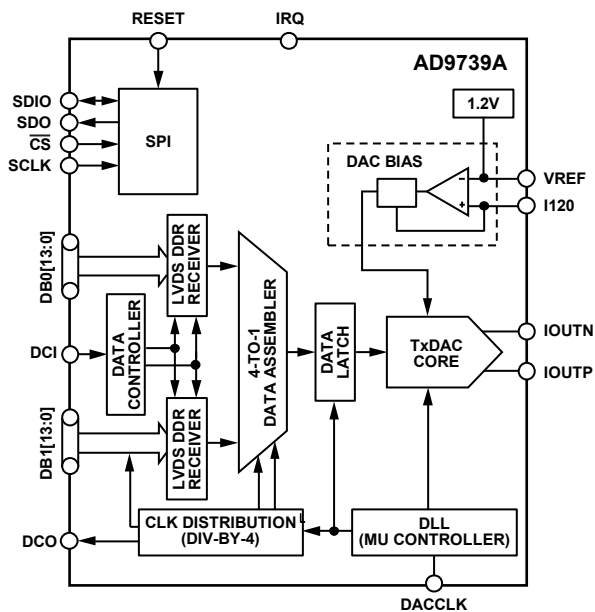 RESET
IRQ
AD9739A
SDIO
SDO
CS
SCLK
SPI
1.2V
DAC BIAS
–
+
VREF
I120
DB0[13:0]
LVDS DDR
RECEIVER
DCI
DATA
CONTROLLER
4-TO-1
DATA ASSEMBLER
DATA
LATCH
TxDAC
CORE
IOUTN
IOUTP
DB1[13:0]
LVDS DDR
RECEIVER
DCO
CLK DISTRIBUTION
(DIV-BY-4)
DLL
(MU CONTROLLER)
DACCLK